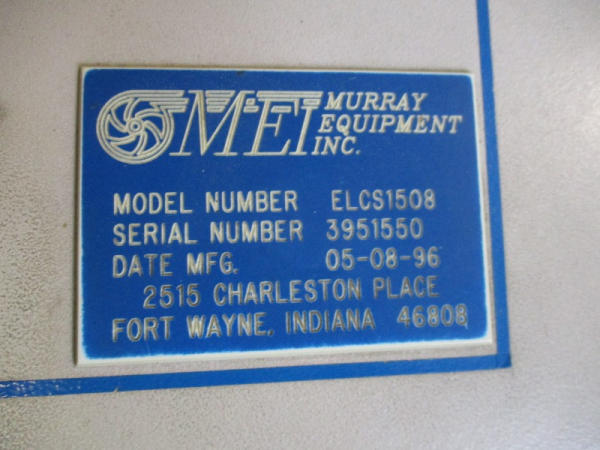 MEI MURRAY
EQUIPMENT
INC.
MODEL NUMBER ELCS1508
SERIAL NUMBER 3951550
DATE MFG. 05-08-96
2515 CHARLESTON PLACE
FORT WAYNE, INDIANA 46808